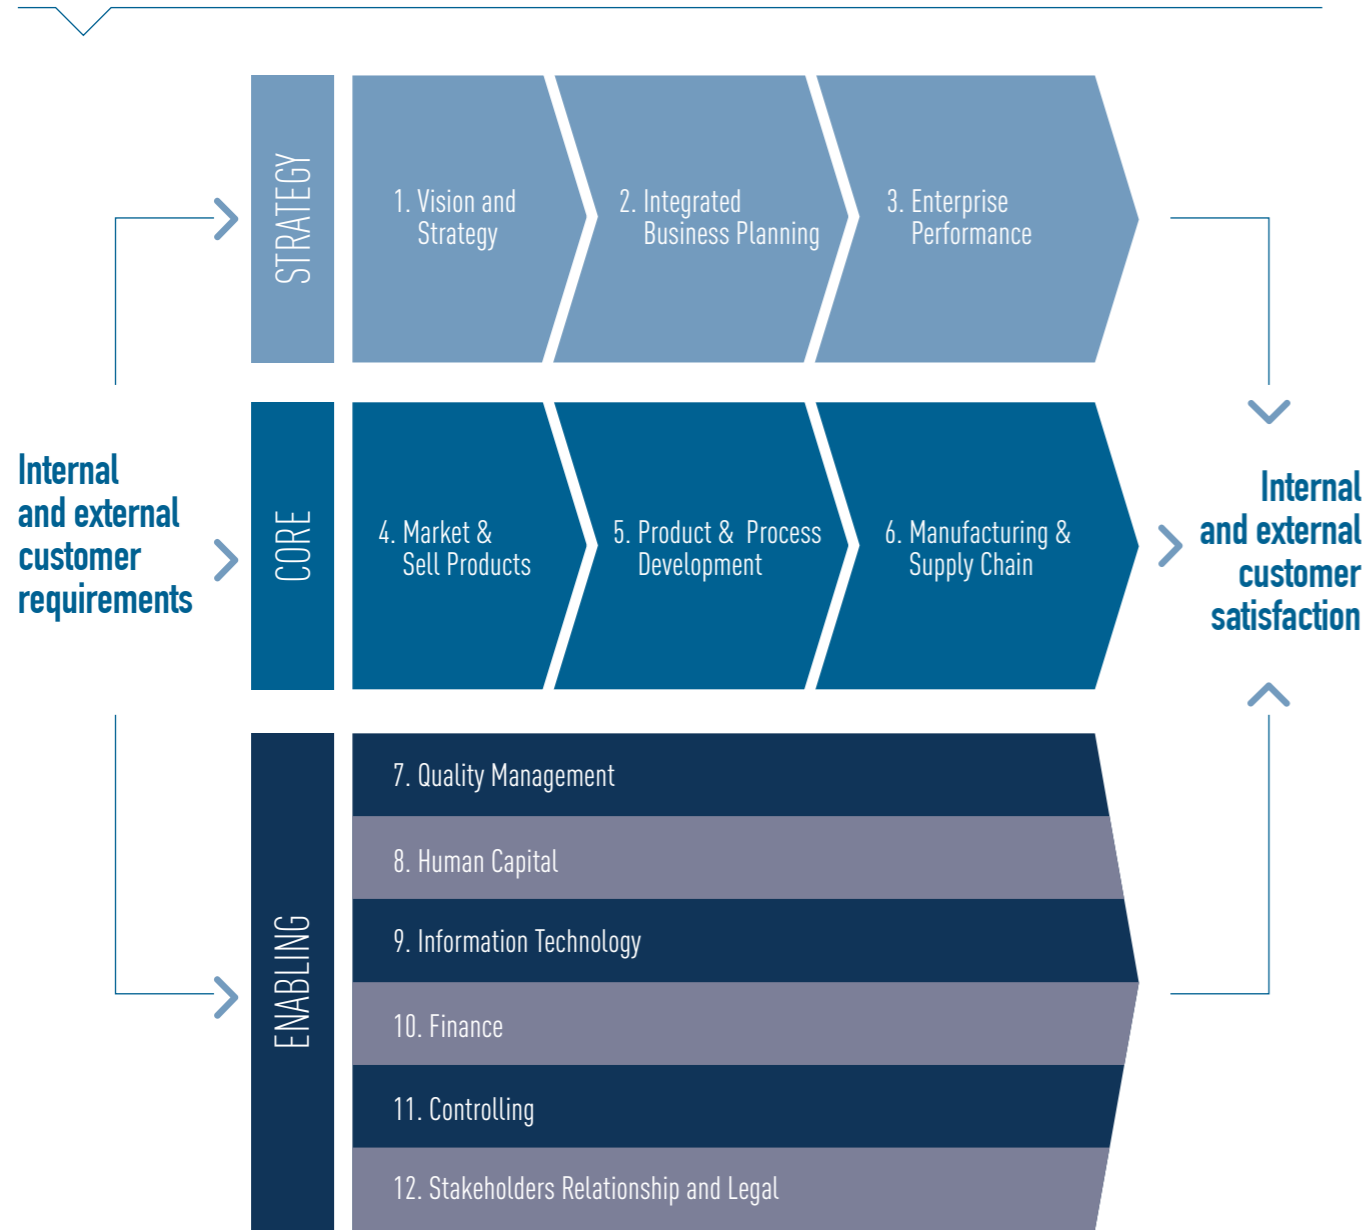 STRATEGY
1. Vision and
Strategy
2. Integrated
Business Planning
3. Enterprise
Performance
Internal
and external
customer
requirements
CORE
4. Market &
Sell Products
5. Product & Process
Development
6. Manufacturing &
Supply Chain
Internal
and external
customer
satisfaction
ENABLING
7. Quality Management
8. Human Capital
9. Information Technology
10. Finance
11. Controlling
12. Stakeholders Relationship and Legal